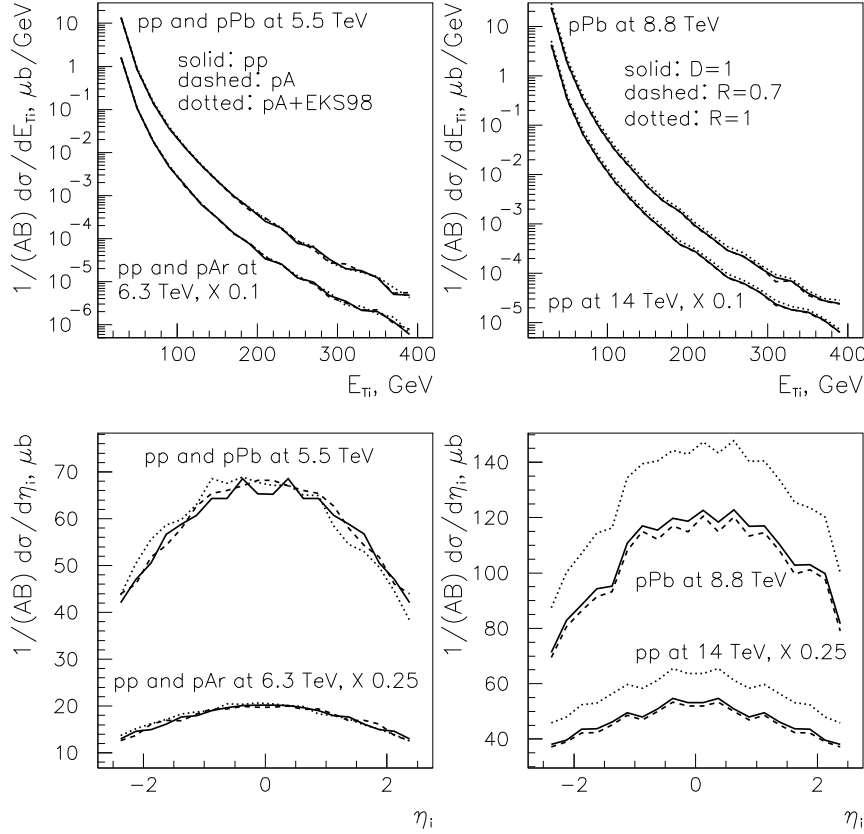 1/(AB) dσ/dE_Ti, μb/GeV
10
1
10^-1
10^-2
10^-3
10^-4
10^-5
10^-6
pp and pPb at 5.5 TeV
solid: pp
dashed: pA
dotted: pA+EKS98
pp and pAr at
6.3 TeV, X 0.1
100 200 300 400
E_Ti, GeV
1/(AB) dσ/dE_Ti, μb/GeV
10
1
10^-1
10^-2
10^-3
10^-4
10^-5
pPb at 8.8 TeV
solid: D=1
dashed: R=0.7
dotted: R=1
pp at 14 TeV, X 0.1
100 200 300 400
E_Ti, GeV
1/(AB) dσ/dη_i, μb
70
60
50
40
30
20
10
pp and pPb at 5.5 TeV
pp and pAr at 6.3 TeV, X 0.25
−2 0 2
η_i
1/(AB) dσ/dη_i, μb
140
120
100
80
60
40
pPb at 8.8 TeV
pp at 14 TeV, X 0.25
−2 0 2
η_i